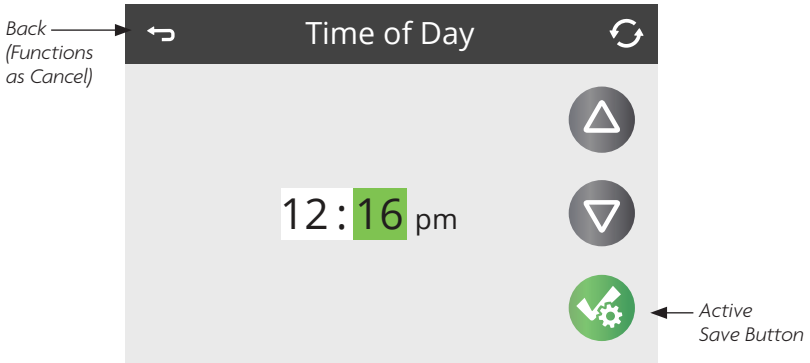 Back
(Functions
as Cancel)
Time of Day
12:16 pm
Active
Save Button